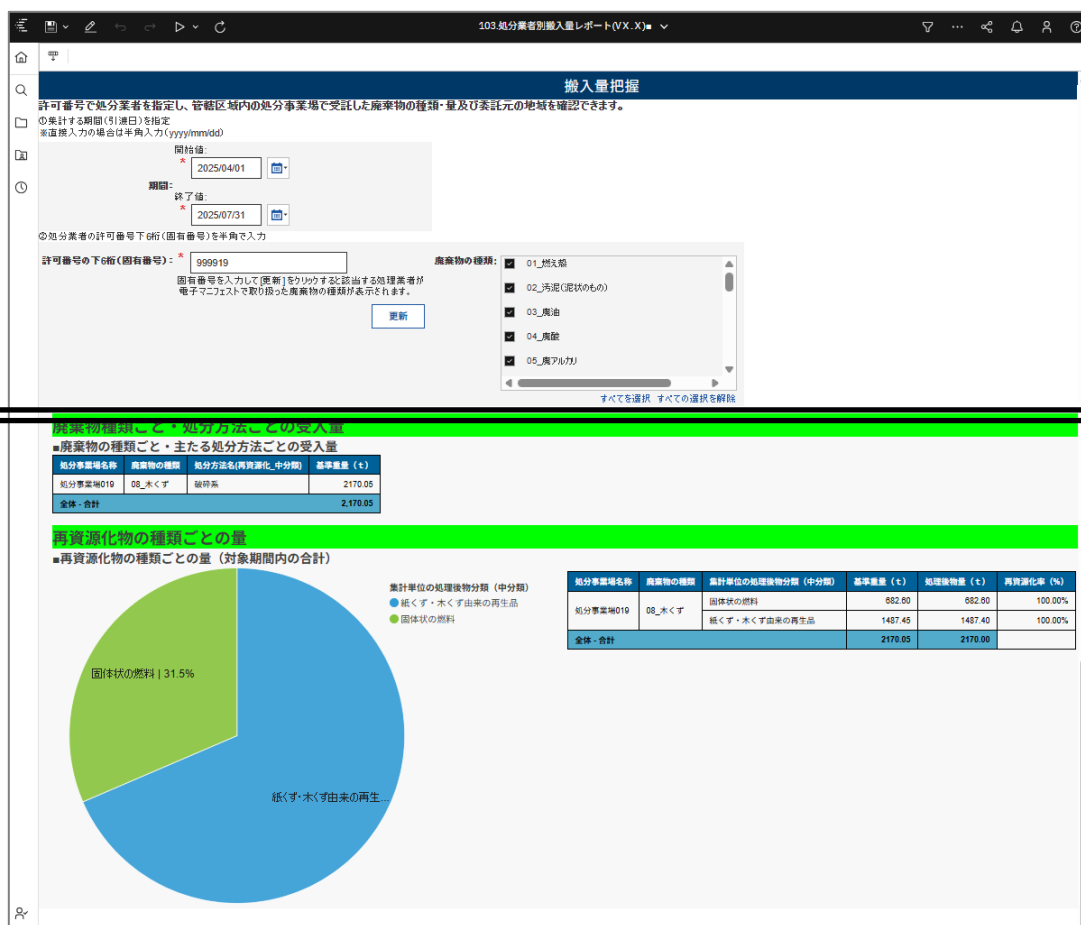 103.処分業者別搬入量レポート(VX.X)■
搬入量把握
許可番号で処分業者を指定し、管轄区域内の処分事業場で受託した廃棄物の種類・量及び委託元の地域を確認できます。
①集計する期間(引渡日)を指定
※直接入力の場合は半角入力(yyyy/mm/dd)
開始値:
* 2025/04/01
期間:
終了値:
* 2025/07/31
②処分業者の許可番号下6桁(固有番号)を半角で入力
許可番号の下6桁(固有番号): * 999919
固有番号を入力して[更新]をクリックすると該当する処理業者が
電子マニフェストで取り扱った廃棄物の種類が表示されます。
更新
廃棄物の種類:
01_燃え殻
02_汚泥(泥状のもの)
03_廃油
04_廃酸
05_廃アルカリ
すべてを選択 すべての選択を解除
廃棄物種類ごと・処分方法ごとの受入量
■廃棄物の種類ごと・主たる処分方法ごとの受入量
処分事業場名称 廃棄物の種類 処分方法名(再資源化_中分類)基準重量(t)
処分事業場019 08_木くず 破砕系 2170.05
全体 - 合計 2,170.05
再資源化物の種類ごとの量
■再資源化物の種類ごとの量(対象期間内の合計)
集計単位の処理後物分類(中分類)
紙くず・木くず由来の再生品
固体状の燃料
固体状の燃料 | 31.5%
紙くず・木くず由来の再生...
処分事業場名称 廃棄物の種類 集計単位の処理後物分類(中分類) 基準重量(t) 処理後物量(t) 再資源化率(%)
処分事業場019 08_木くず 固体状の燃料 682.60 682.60 100.00%
紙くず・木くず由来の再生品 1487.45 1487.40 100.00%
全体 - 合計 2170.05 2170.00